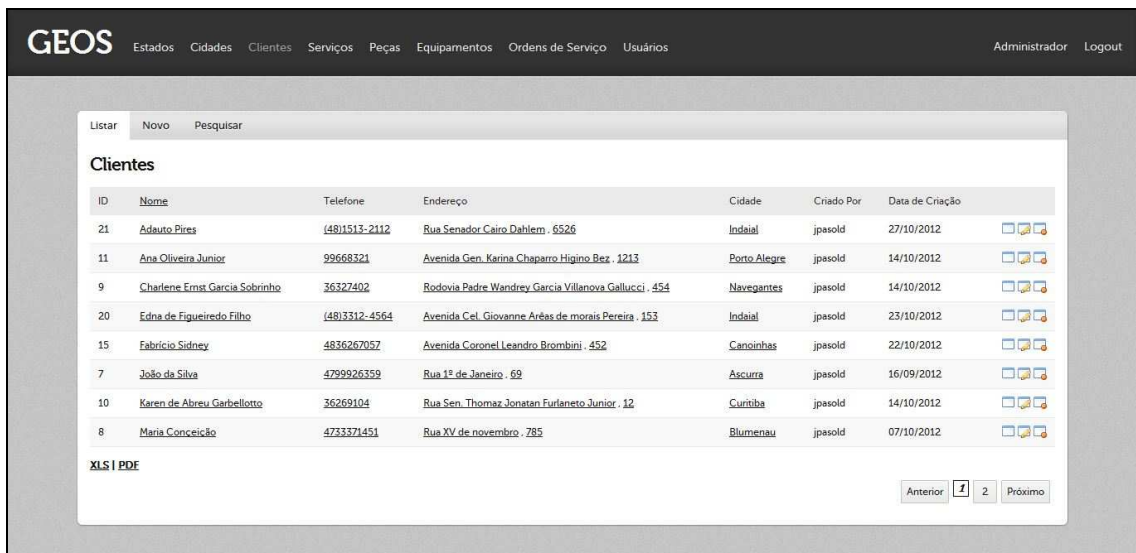 GEOS Estados Cidades Clientes Serviços Peças Equipamentos Ordens de Serviço Usuários Administrador Logout
Listar Novo Pesquisar
Clientes
ID Nome Telefone Endereço Cidade Criado Por Data de Criação
21 Adauto Pires (48)1513-2112 Rua Senador Cairo Dahlem , 6526 Indaial jpasold 27/10/2012
11 Ana Oliveira Junior 99668321 Avenida Gen. Karina Chaparro Higino Bez , 1213 Porto Alegre jpasold 14/10/2012
9 Charlene Ernst Garcia Sobrinho 36327402 Rodovia Padre Wandrey Garcia Villanova Gallucci , 454 Navegantes jpasold 14/10/2012
20 Edna de Figueiredo Filho (48)3312-4564 Avenida Cel. Giovanne Arêas de morais Pereira , 153 Indaial jpasold 23/10/2012
15 Fabrício Sidney 4836267057 Avenida Coronel Leandro Brombini , 452 Canoinhas jpasold 22/10/2012
7 João da Silva 4799926359 Rua 1º de Janeiro , 69 Ascurra jpasold 16/09/2012
10 Karen de Abreu Garbellotto 36269104 Rua Sen. Thomaz Jonatan Furlaneto Junior , 12 Curitiba jpasold 14/10/2012
8 Maria Conceição 4733371451 Rua XV de novembro , 785 Blumenau jpasold 07/10/2012
XLS | PDF
Anterior 1 2 Próximo